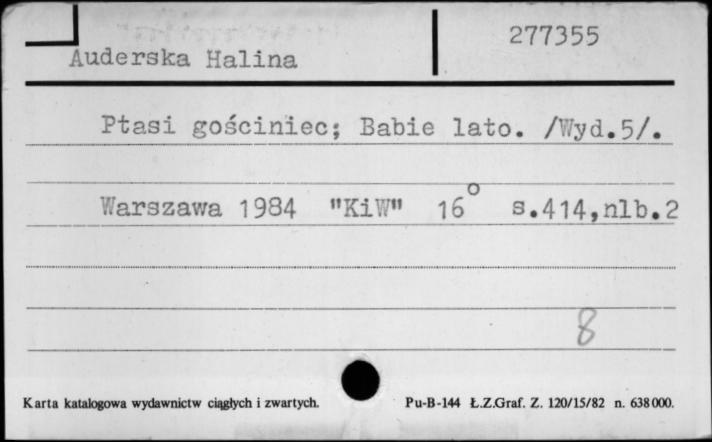 277355
Auderska Halina
Ptasi gościniec; Babie lato. /Wyd.5/.
Warszawa 1984 "KiW" 16° s.414,nlb.2
8
Karta katalogowa wydawnictw ciągłych i zwartych. Pu-B-144 Ł.Z.Graf. Z. 120/15/82 n. 638000.